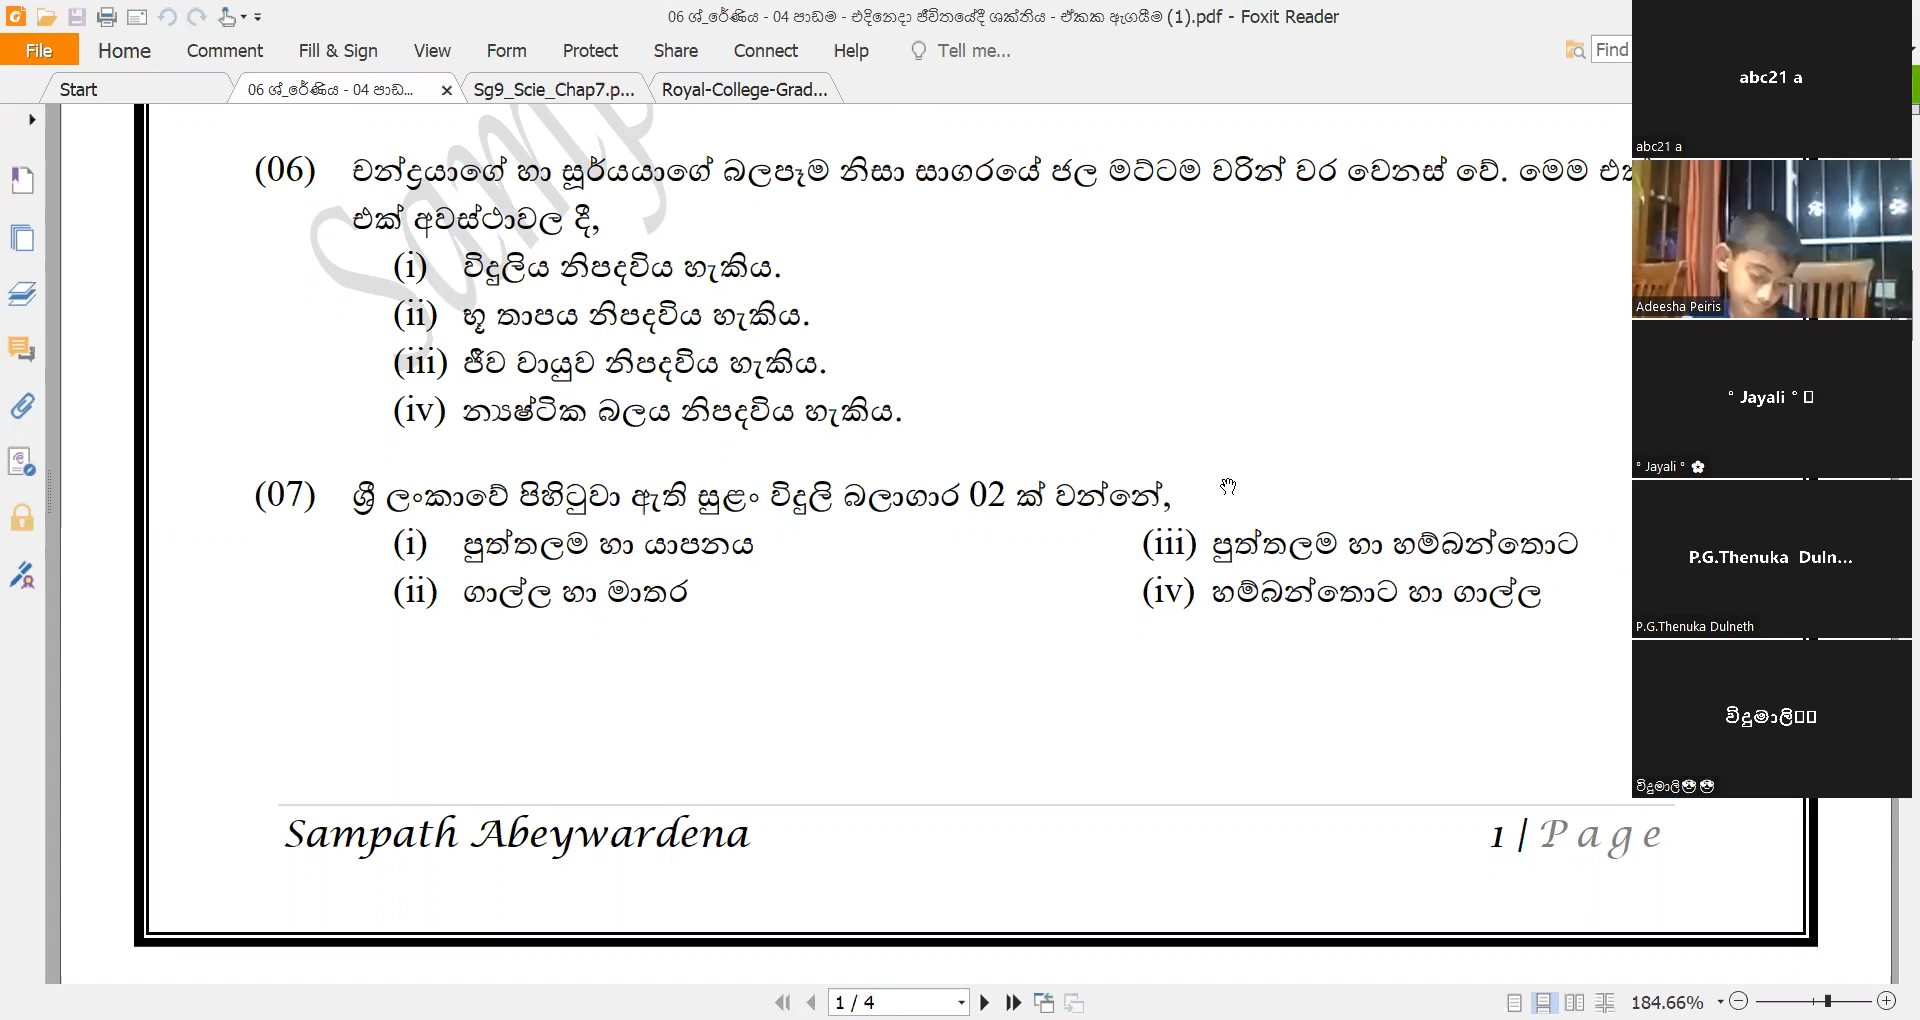 06 ශ්‍රේණිය - 04 පාඩම - එදිනෙදා ජීවිතයේදී ශක්තිය - ඒකක ඇගයීම (1).pdf - Foxit Reader
File Home Comment Fill & Sign View Form Protect Share Connect Help Tell me... Find
Start 06 ශ්‍රේණිය - 04 පාඩ... Sg9_Scie_Chap7.p... Royal-College-Grad...
(06) චන්ද්‍රයාගේ හා සූර්යයාගේ බලපෑම නිසා සාගරයේ ජල මට්ටම වරින් වර වෙනස් වේ. මෙම
එක් අවස්ථාවල දී,
(i) විදුලිය නිපදවිය හැකිය.
(ii) භූ තාපය නිපදවිය හැකිය.
(iii) ජීව වායුව නිපදවිය හැකිය.
(iv) න්‍යෂ්ටික බලය නිපදවිය හැකිය.
(07) ශ්‍රී ලංකාවේ පිහිටුවා ඇති සුළං විදුලි බලාගාර 02 ක් වන්නේ,
(i) පුත්තලම හා යාපනය
(iii) පුත්තලම හා හම්බන්තොට
(ii) ගාල්ල හා මාතර
(iv) හම්බන්තොට හා ගාල්ල
Sampath Abeywardena
1 | Page
1 / 4
184.66%
abc21 a
abc21 a
Adeesha Peiris
° Jayali °
° Jayali °
P.G.Thenuka Duln...
P.G.Thenuka Dulneth
විදුමාලි
විදුමාලි